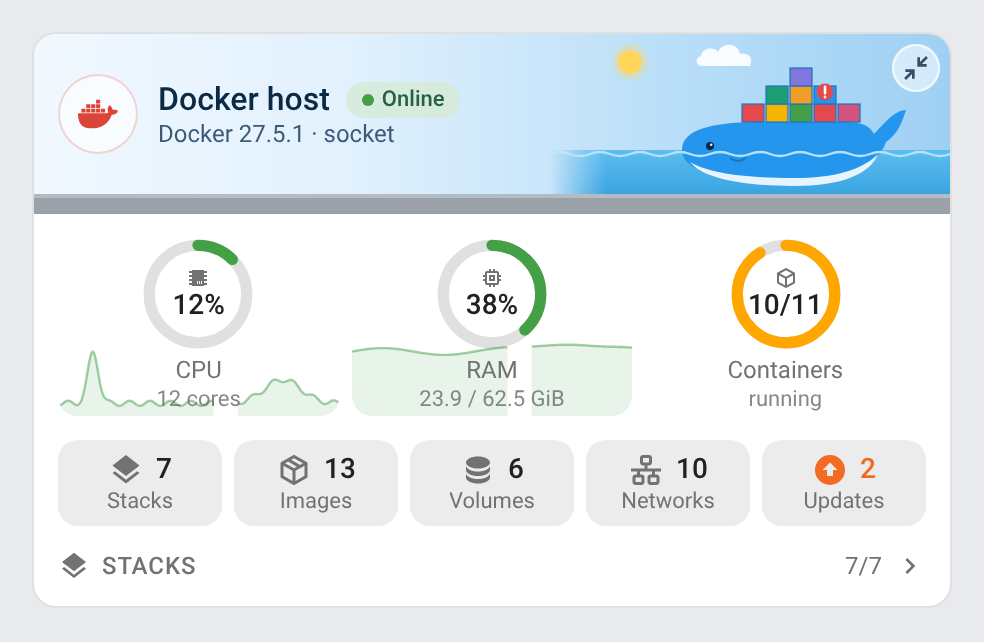 Docker host
Online
Docker 27.5.1 · socket
12%
CPU
12 cores
38%
RAM
23.9 / 62.5 GiB
10/11
Containers
running
7
Stacks
13
Images
6
Volumes
10
Networks
2
Updates
STACKS
7/7